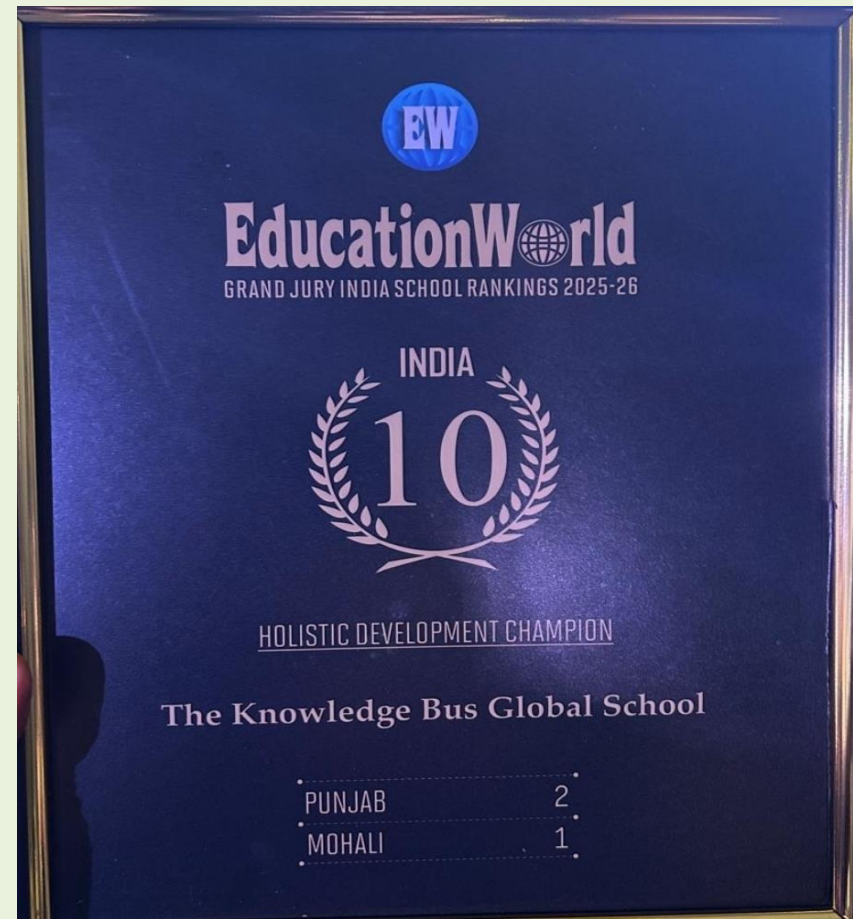 EW
EducationWorld
GRAND JURY INDIA SCHOOL RANKINGS 2025-26
INDIA
10
HOLISTIC DEVELOPMENT CHAMPION
The Knowledge Bus Global School
PUNJAB 2
MOHALI 1